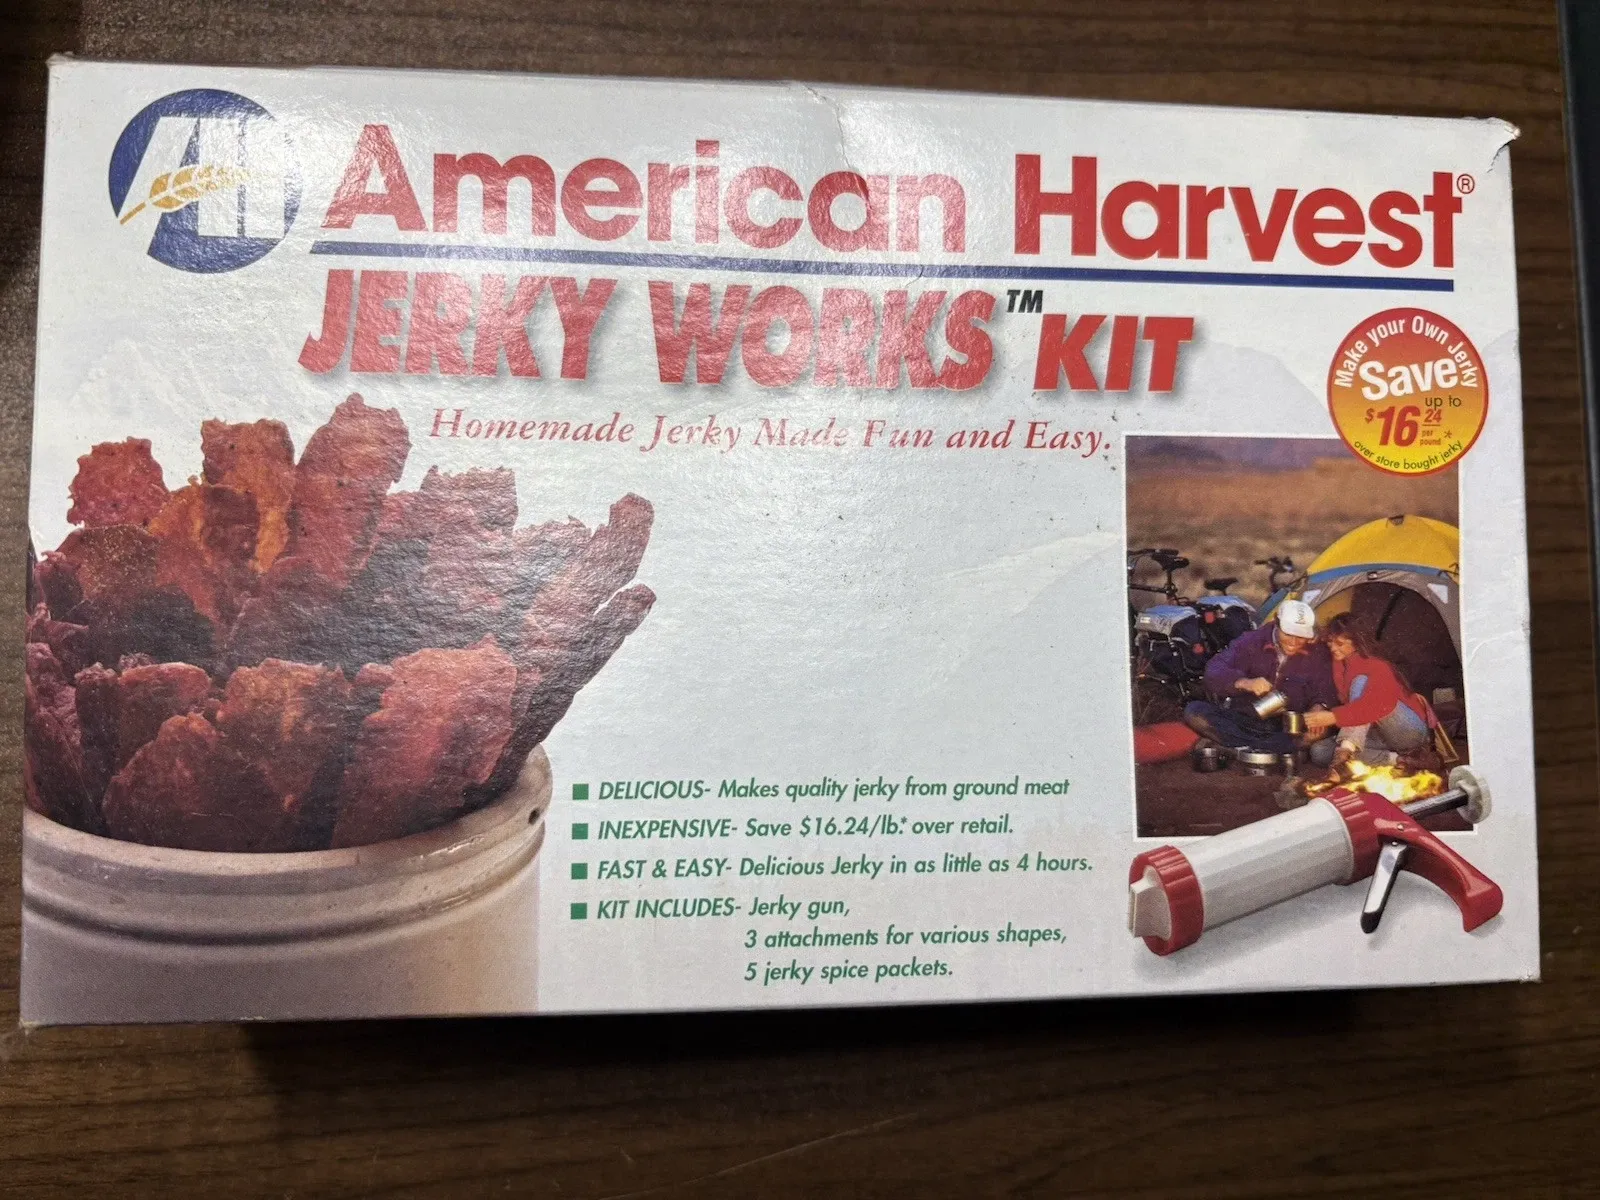 AH
American Harvest®
JERKY WORKS™ KIT
Homemade Jerky Made Fun and Easy.
Make your Own Jerky
Save
up to
$16 24
per
pound *
over store bought jerky
■ DELICIOUS- Makes quality jerky from ground meat
■ INEXPENSIVE- Save $16.24/lb.* over retail.
■ FAST & EASY- Delicious Jerky in as little as 4 hours.
■ KIT INCLUDES- Jerky gun,
3 attachments for various shapes,
5 jerky spice packets.